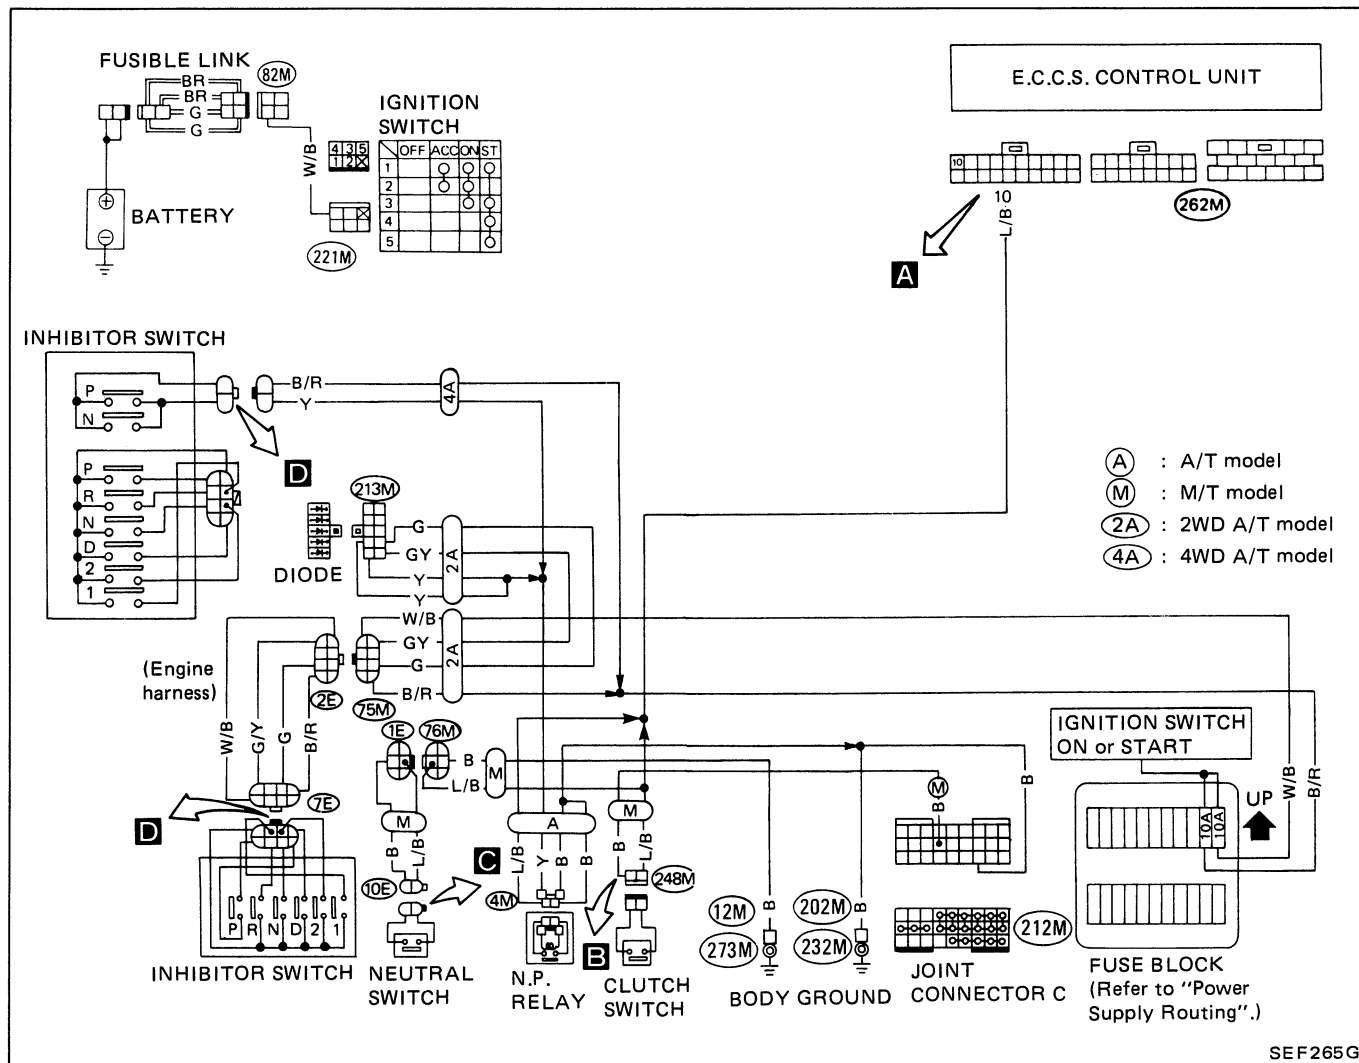 FUSIBLE LINK
82M
BR
BR
G
G
W/B
BATTERY
IGNITION
SWITCH
4 3 5
1 2
OFF ACC ON ST
1
2
3
4
5
221M
E.C.C.S. CONTROL UNIT
10
10
L/B
262M
A
INHIBITOR SWITCH
P
N
B/R
Y
4A
D
P
R
N
D
2
1
213M
DIODE
G
GY
Y
Y
2A
A : A/T model
M : M/T model
2A : 2WD A/T model
4A : 4WD A/T model
W/B
GY
G
B/R
2A
(Engine
harness)
2E
75M
W/B
G/Y
G
B/R
1E
76M
B
L/B
M
7E
D
P R N D 2 1
INHIBITOR SWITCH
M
B
L/B
10E
C
NEUTRAL
SWITCH
A
L/B
Y
B
B
4M
N.P.
RELAY
M
B
L/B
248M
B
CLUTCH
SWITCH
B
12M
273M
B
202M
232M
BODY GROUND
M
B
B
212M
JOINT
CONNECTOR C
IGNITION SWITCH
ON or START
10A
10A
UP
W/B
B/R
FUSE BLOCK
(Refer to "Power
Supply Routing".)
SEF265G